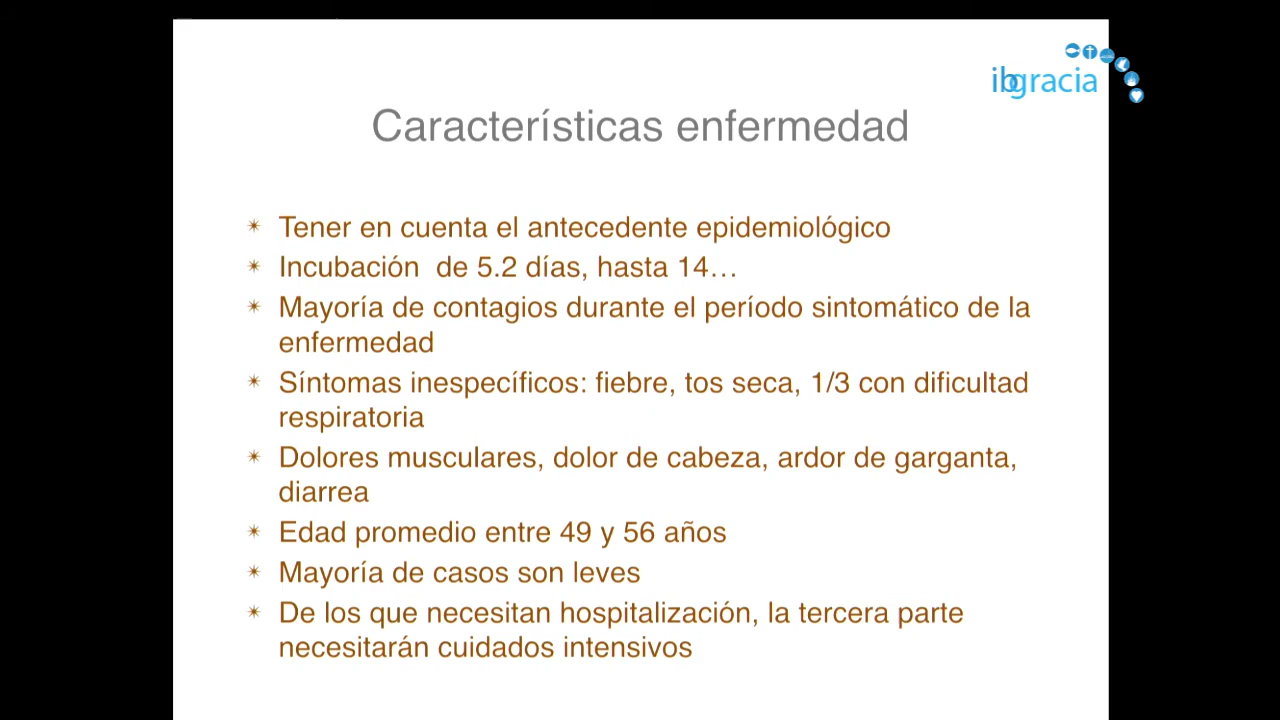 ibgracia
Características enfermedad
Tener en cuenta el antecedente epidemiológico
Incubación  de 5.2 días, hasta 14…
Mayoría de contagios durante el período sintomático de la
enfermedad
Síntomas inespecíficos: fiebre, tos seca, 1/3 con dificultad
respiratoria
Dolores musculares, dolor de cabeza, ardor de garganta,
diarrea
Edad promedio entre 49 y 56 años
Mayoría de casos son leves
De los que necesitan hospitalización, la tercera parte
necesitarán cuidados intensivos